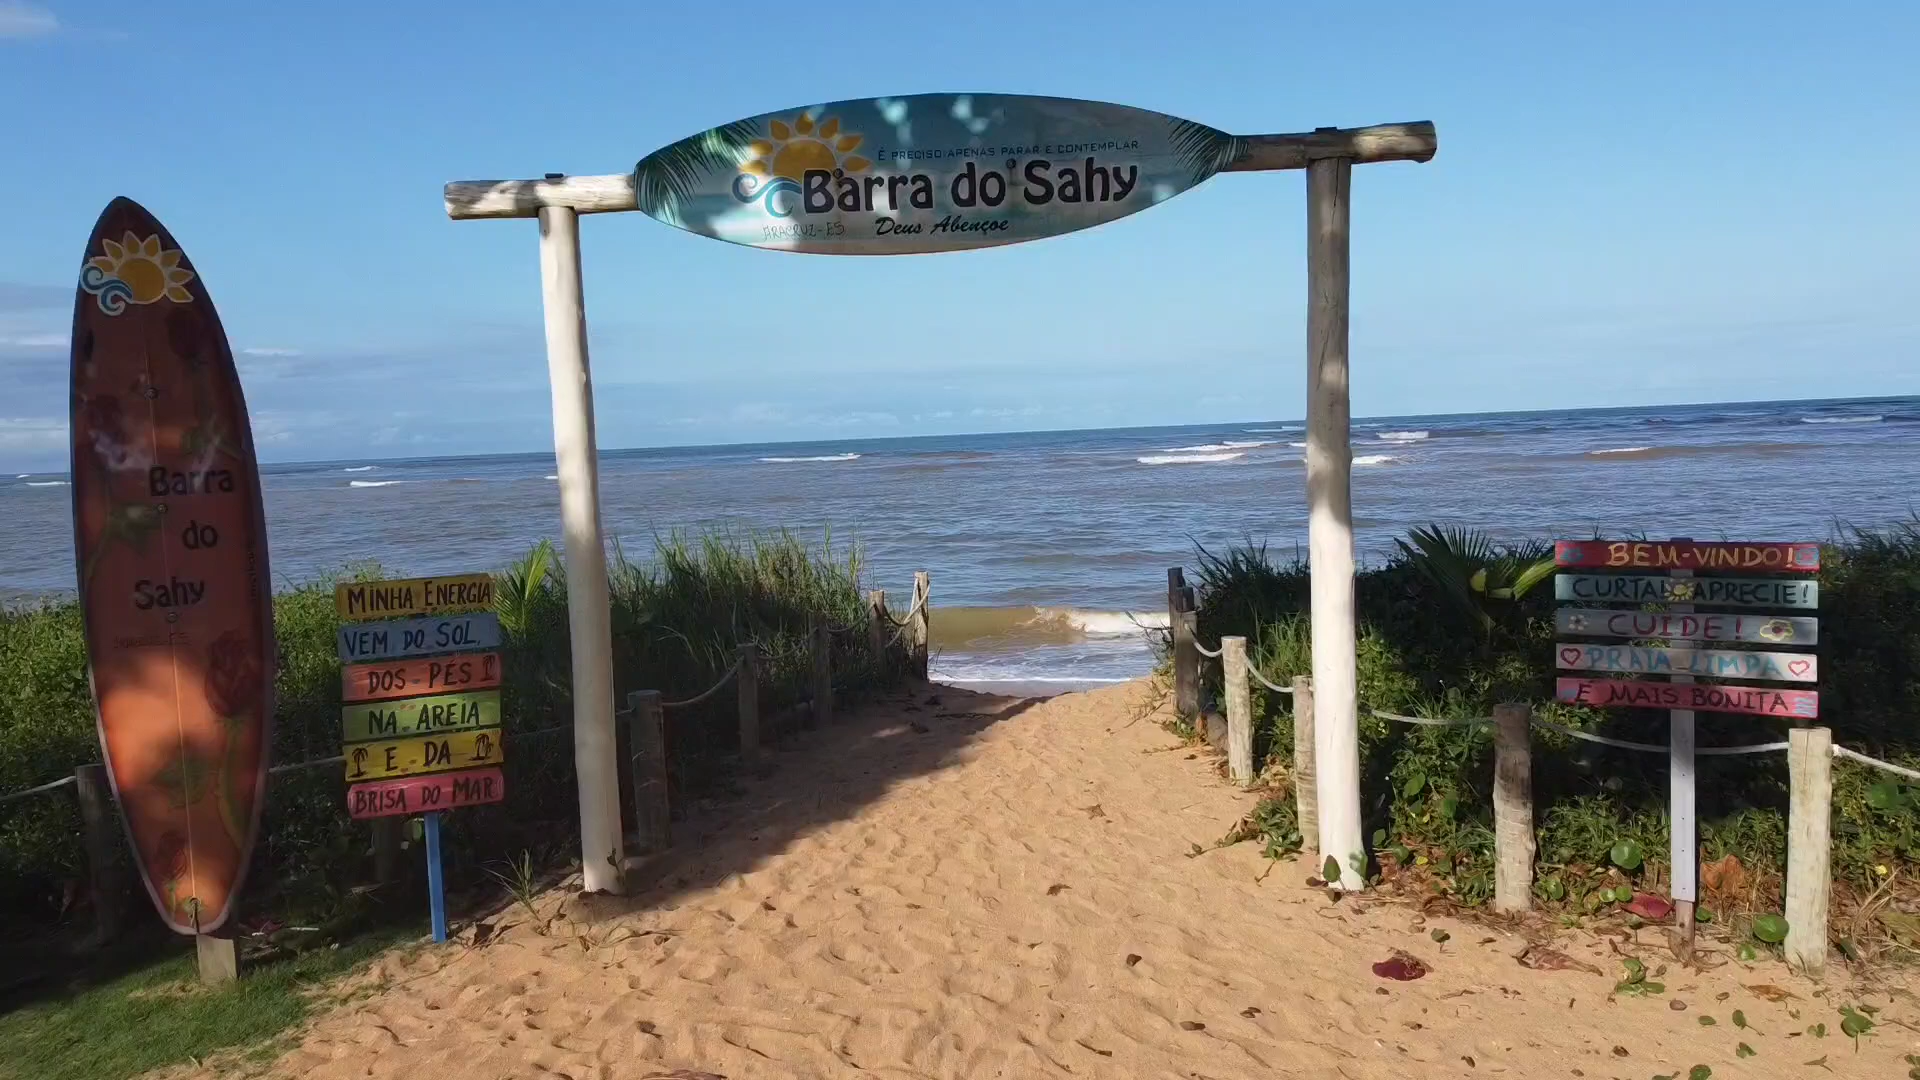 É PRECISO APENAS PARAR E CONTEMPLAR
Barra do Sahy
ARACRUZ-ES
Deus Abençoe
Barra
do
Sahy
MINHA ENERGIA
VEM DO SOL,
DOS PÉS
NA AREIA
E DA
BRISA DO MAR
BEM-VINDO!
CURTA! APRECIE!
CUIDE!
PRAIA LIMPA
É MAIS BONITA